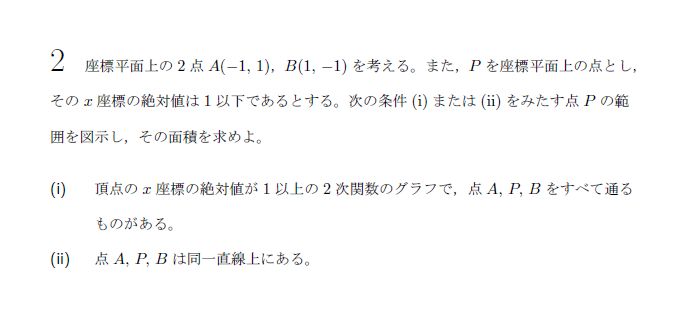 2 座標平面上の 2 点 A(−1, 1)，B(1, −1) を考える。また，P を座標平面上の点とし，
その x 座標の絶対値は 1 以下であるとする。次の条件 (i) または (ii) をみたす点 P の範
囲を図示し，その面積を求めよ。
(i) 頂点の x 座標の絶対値が 1 以上の 2 次関数のグラフで，点 A, P, B をすべて通る
ものがある。
(ii) 点 A, P, B は同一直線上にある。